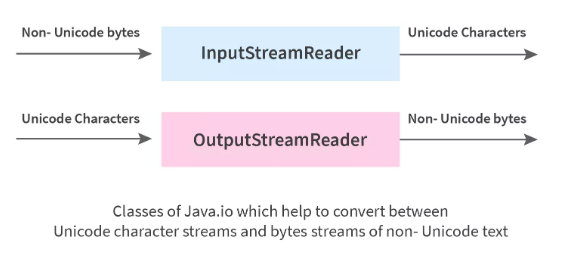 Non- Unicode bytes
InputStreamReader
Unicode Characters
Unicode Characters
OutputStreamReader
Non- Unicode bytes
Classes of Java.io which help to convert between
Unicode character streams and bytes streams of non- Unicode text